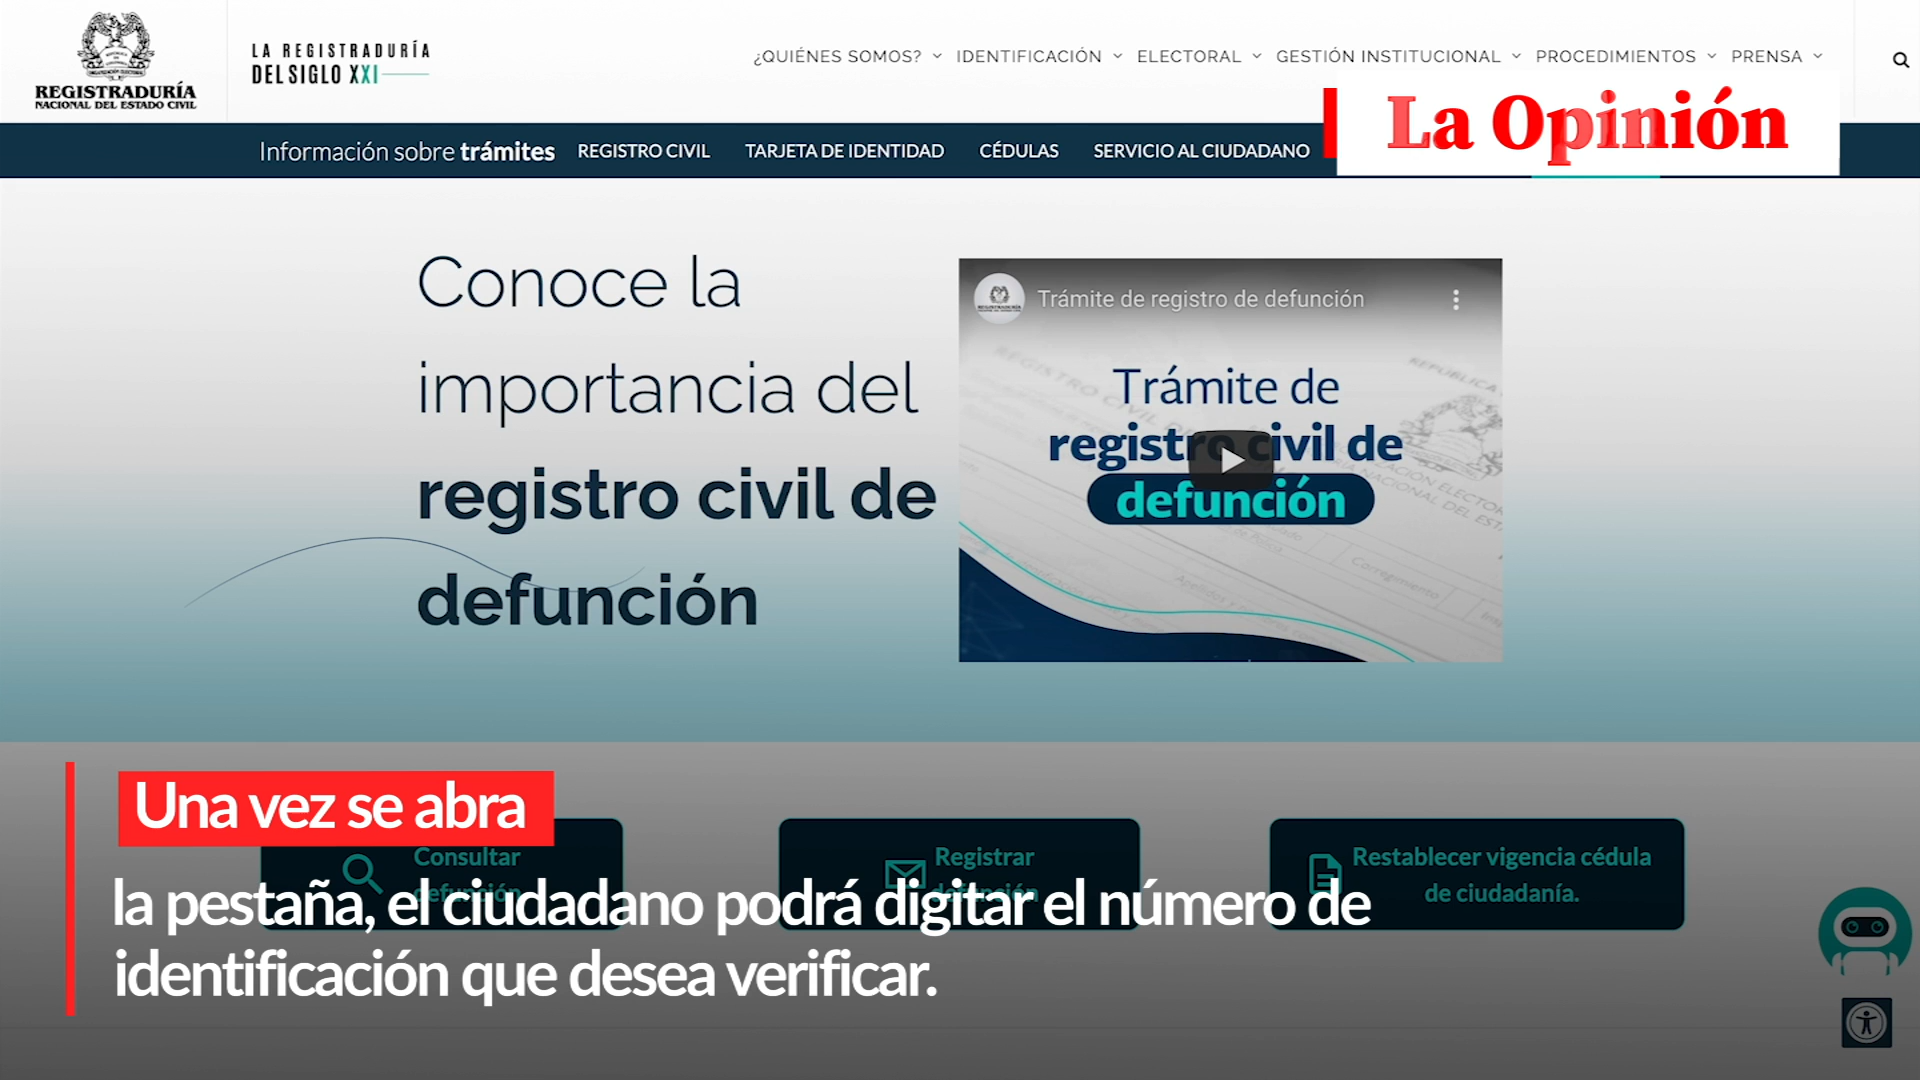 REGISTRADURÍA
NACIONAL DEL ESTADO CIVIL
LA REGISTRADURÍA
DEL SIGLO XXI
¿QUIÉNES SOMOS? IDENTIFICACIÓN ELECTORAL GESTIÓN INSTITUCIONAL PROCEDIMIENTOS PRENSA
La Opinión
Información sobre trámites REGISTRO CIVIL TARJETA DE IDENTIDAD CÉDULAS SERVICIO AL CIUDADANO
Conoce la
importancia del
registro civil de
defunción
Trámite de registro de defunción
Trámite de
registro civil de
defunción
Una vez se abra
la pestaña, el ciudadano podrá digitar el número de
identificación que desea verificar.
Consultar
defunción
Registrar
defunción
Restablecer vigencia cédula
de ciudadanía.